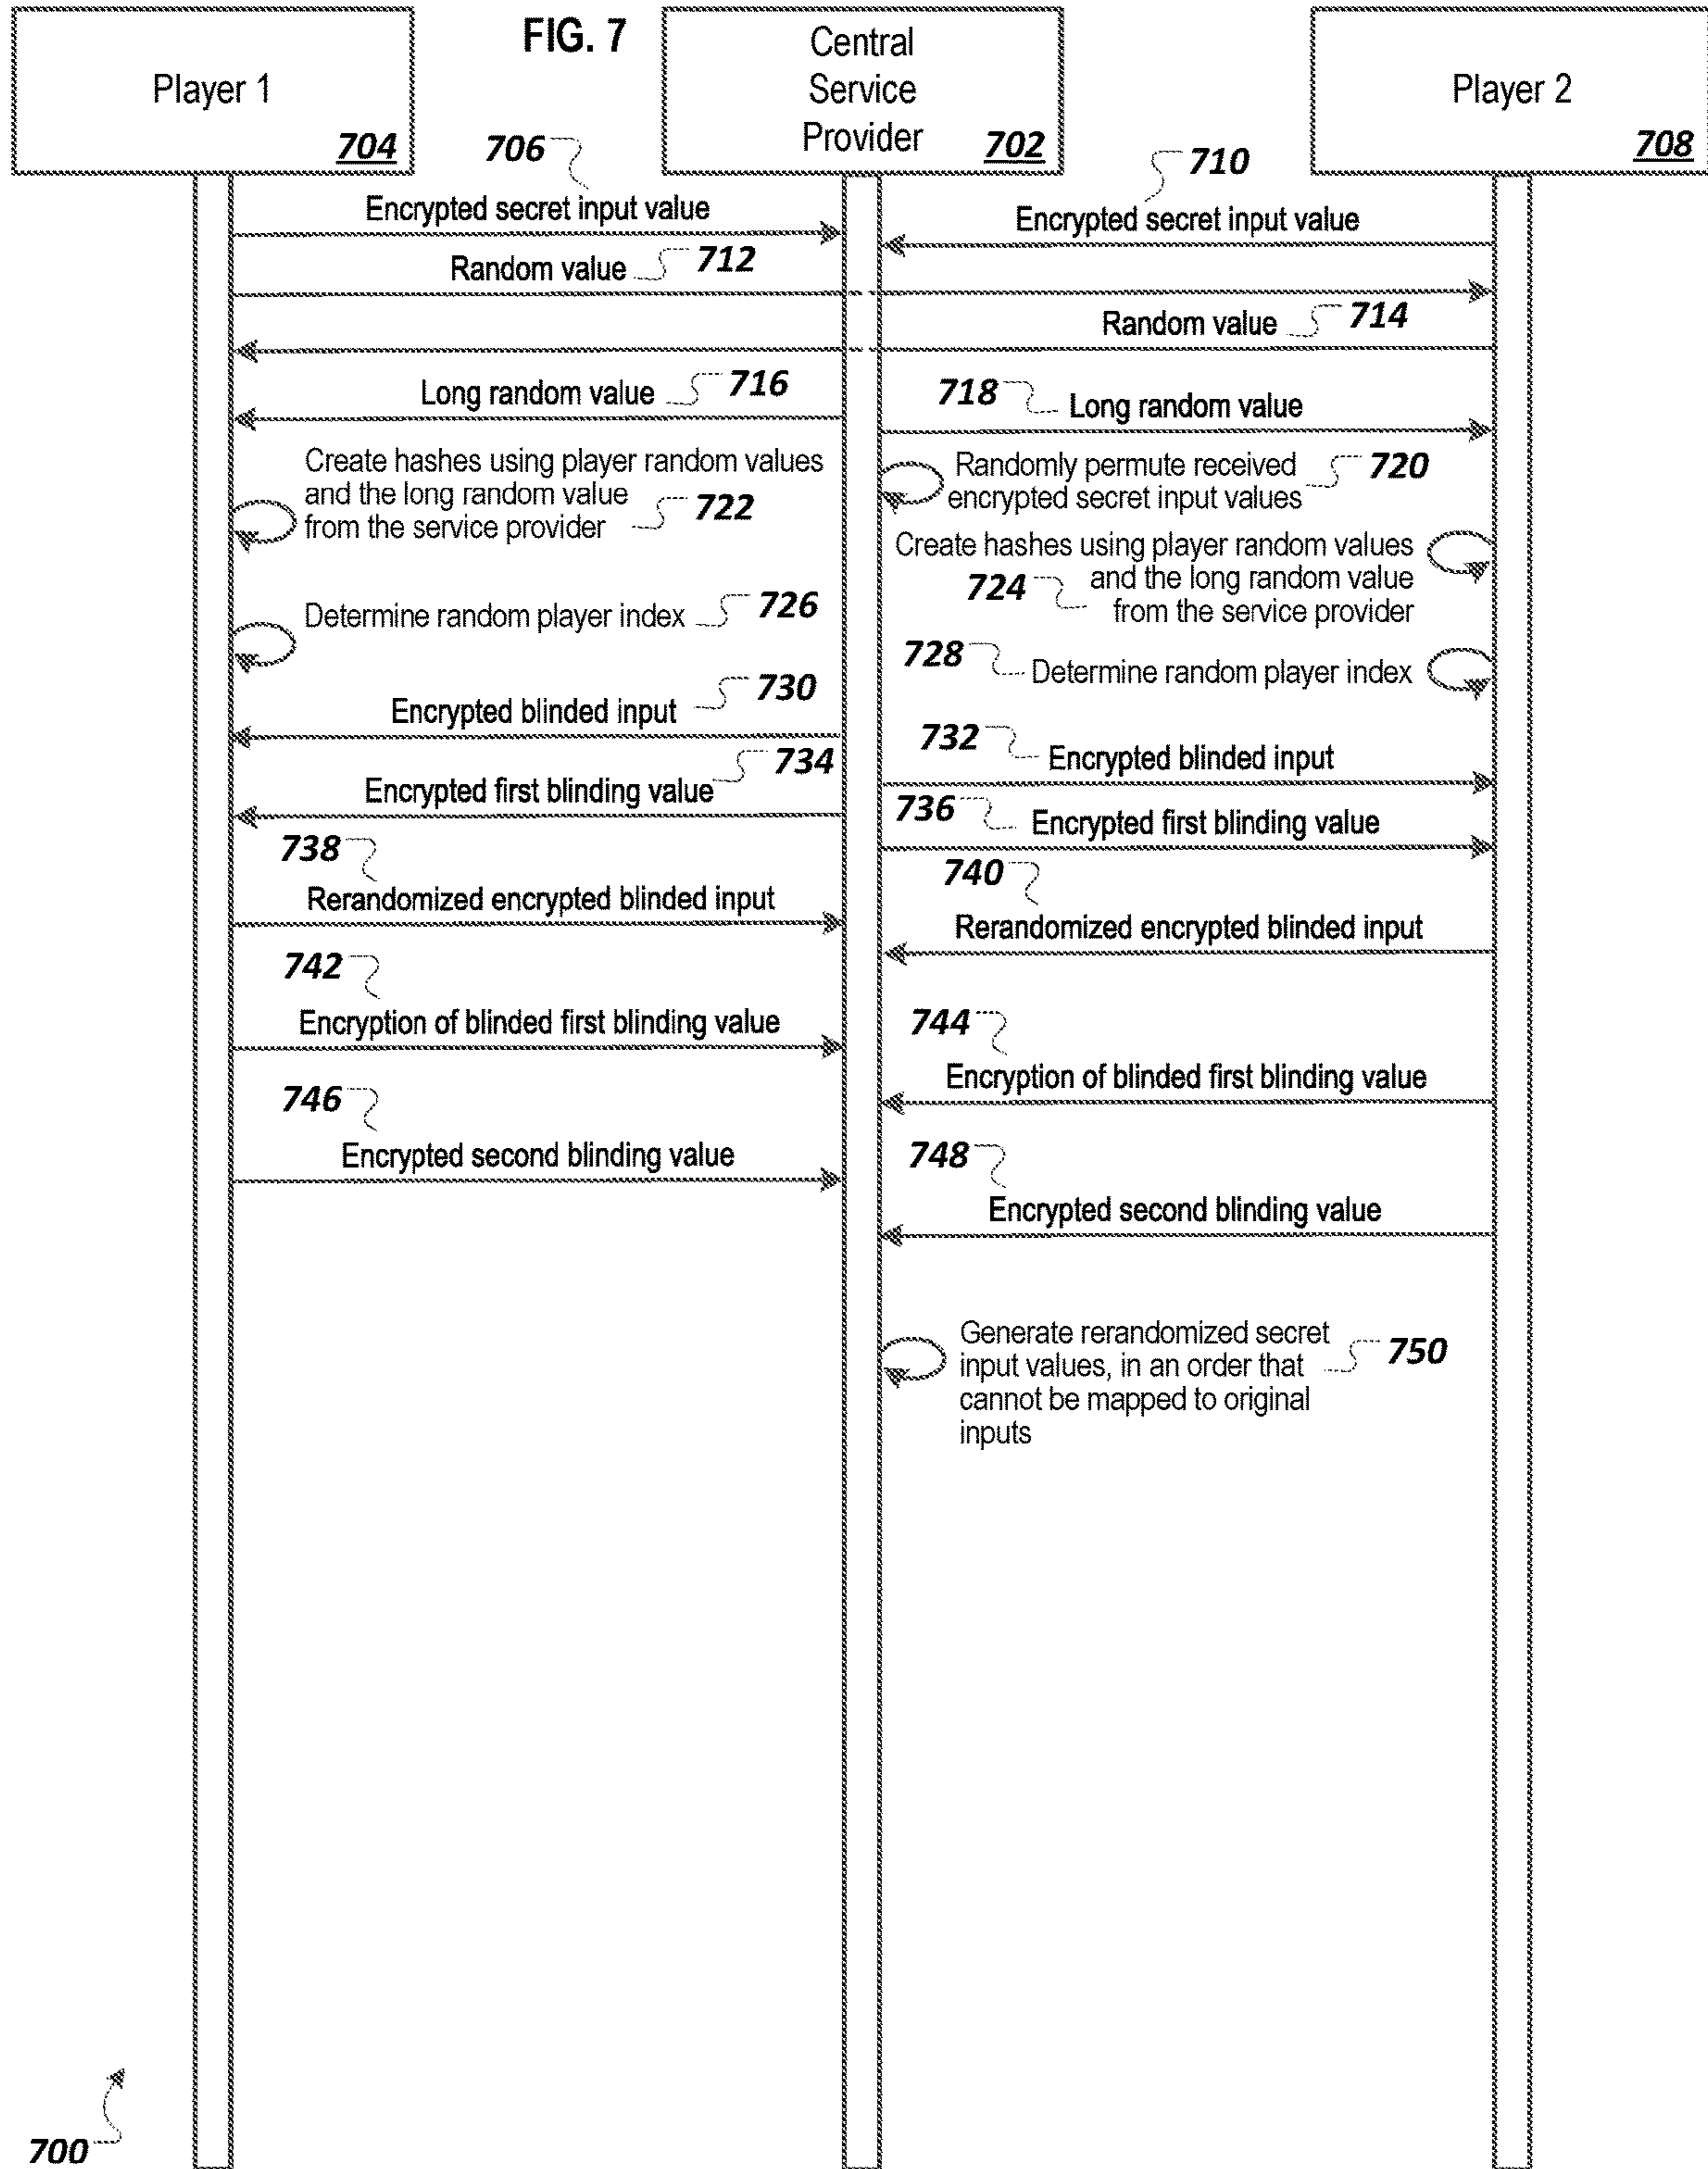 FIG. 7
Player 1
704
Central
Service
Provider
702
Player 2
708
706
Encrypted secret input value
710
Encrypted secret input value
Random value 712
Random value 714
Long random value 716
718 Long random value
Create hashes using player random values
and the long random value
from the service provider 722
Randomly permute received
encrypted secret input values 720
Create hashes using player random values
724 and the long random value
from the service provider
Determine random player index 726
728 Determine random player index
Encrypted blinded input 730
732 Encrypted blinded input
Encrypted first blinding value 734
736 Encrypted first blinding value
738
Rerandomized encrypted blinded input
740
Rerandomized encrypted blinded input
742
Encryption of blinded first blinding value
744
Encryption of blinded first blinding value
746
Encrypted second blinding value
748
Encrypted second blinding value
Generate rerandomized secret
input values, in an order that 750
cannot be mapped to original
inputs
700